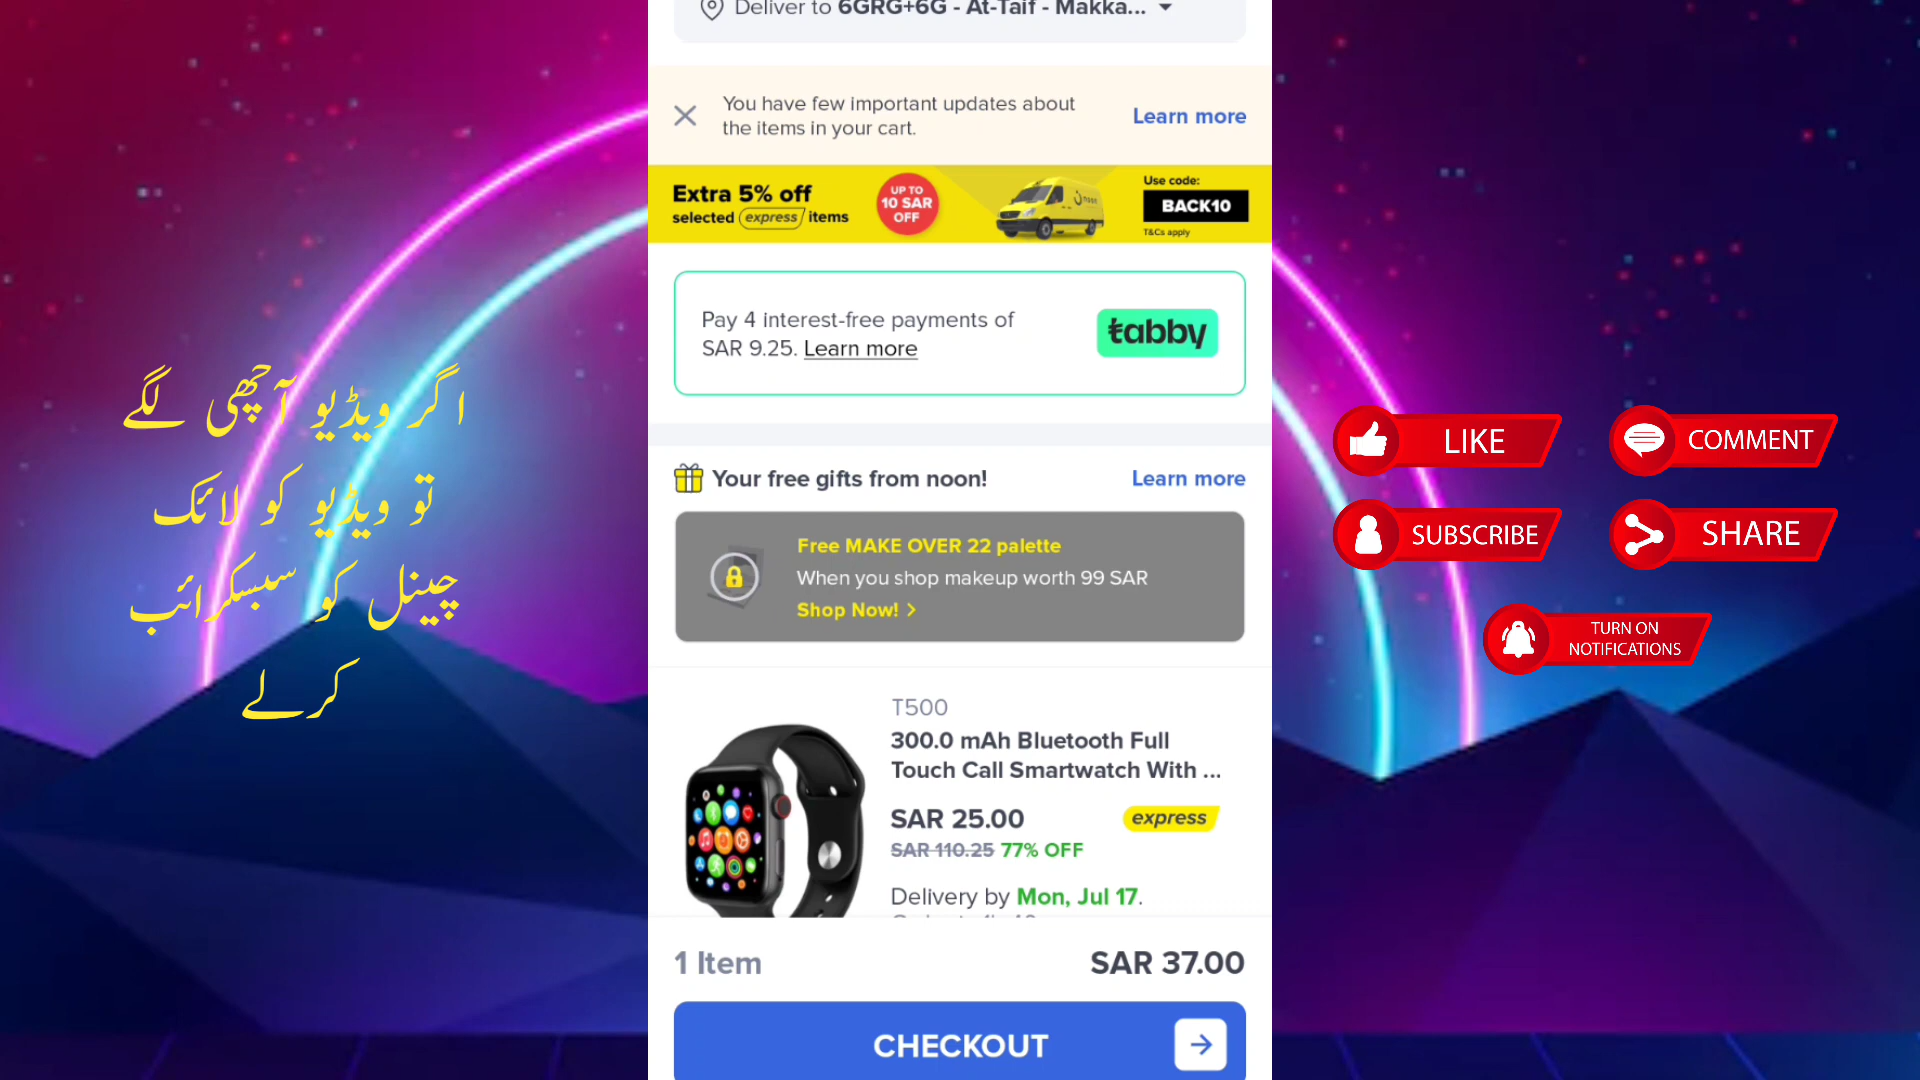 Deliver to 6GRG+6G - At-Taif - Makka...
You have few important updates about
the items in your cart.
Learn more
Extra 5% off
selected express items
UP TO
10 SAR
OFF
noon
Use code:
BACK10
T&Cs apply
Pay 4 interest-free payments of
SAR 9.25. Learn more
tabby
Your free gifts from noon!
Learn more
Free MAKE OVER 22 palette
When you shop makeup worth 99 SAR
Shop Now! >
T500
300.0 mAh Bluetooth Full
Touch Call Smartwatch With ...
SAR 25.00
express
SAR 110.25 77% OFF
Delivery by Mon, Jul 17.
1 Item
SAR 37.00
CHECKOUT
اگر ویڈیو آچھی لگے
تو ویڈیو کو لائک
چینل کو سبسکرائب
کر لے
LIKE
COMMENT
SUBSCRIBE
SHARE
TURN ON
NOTIFICATIONS